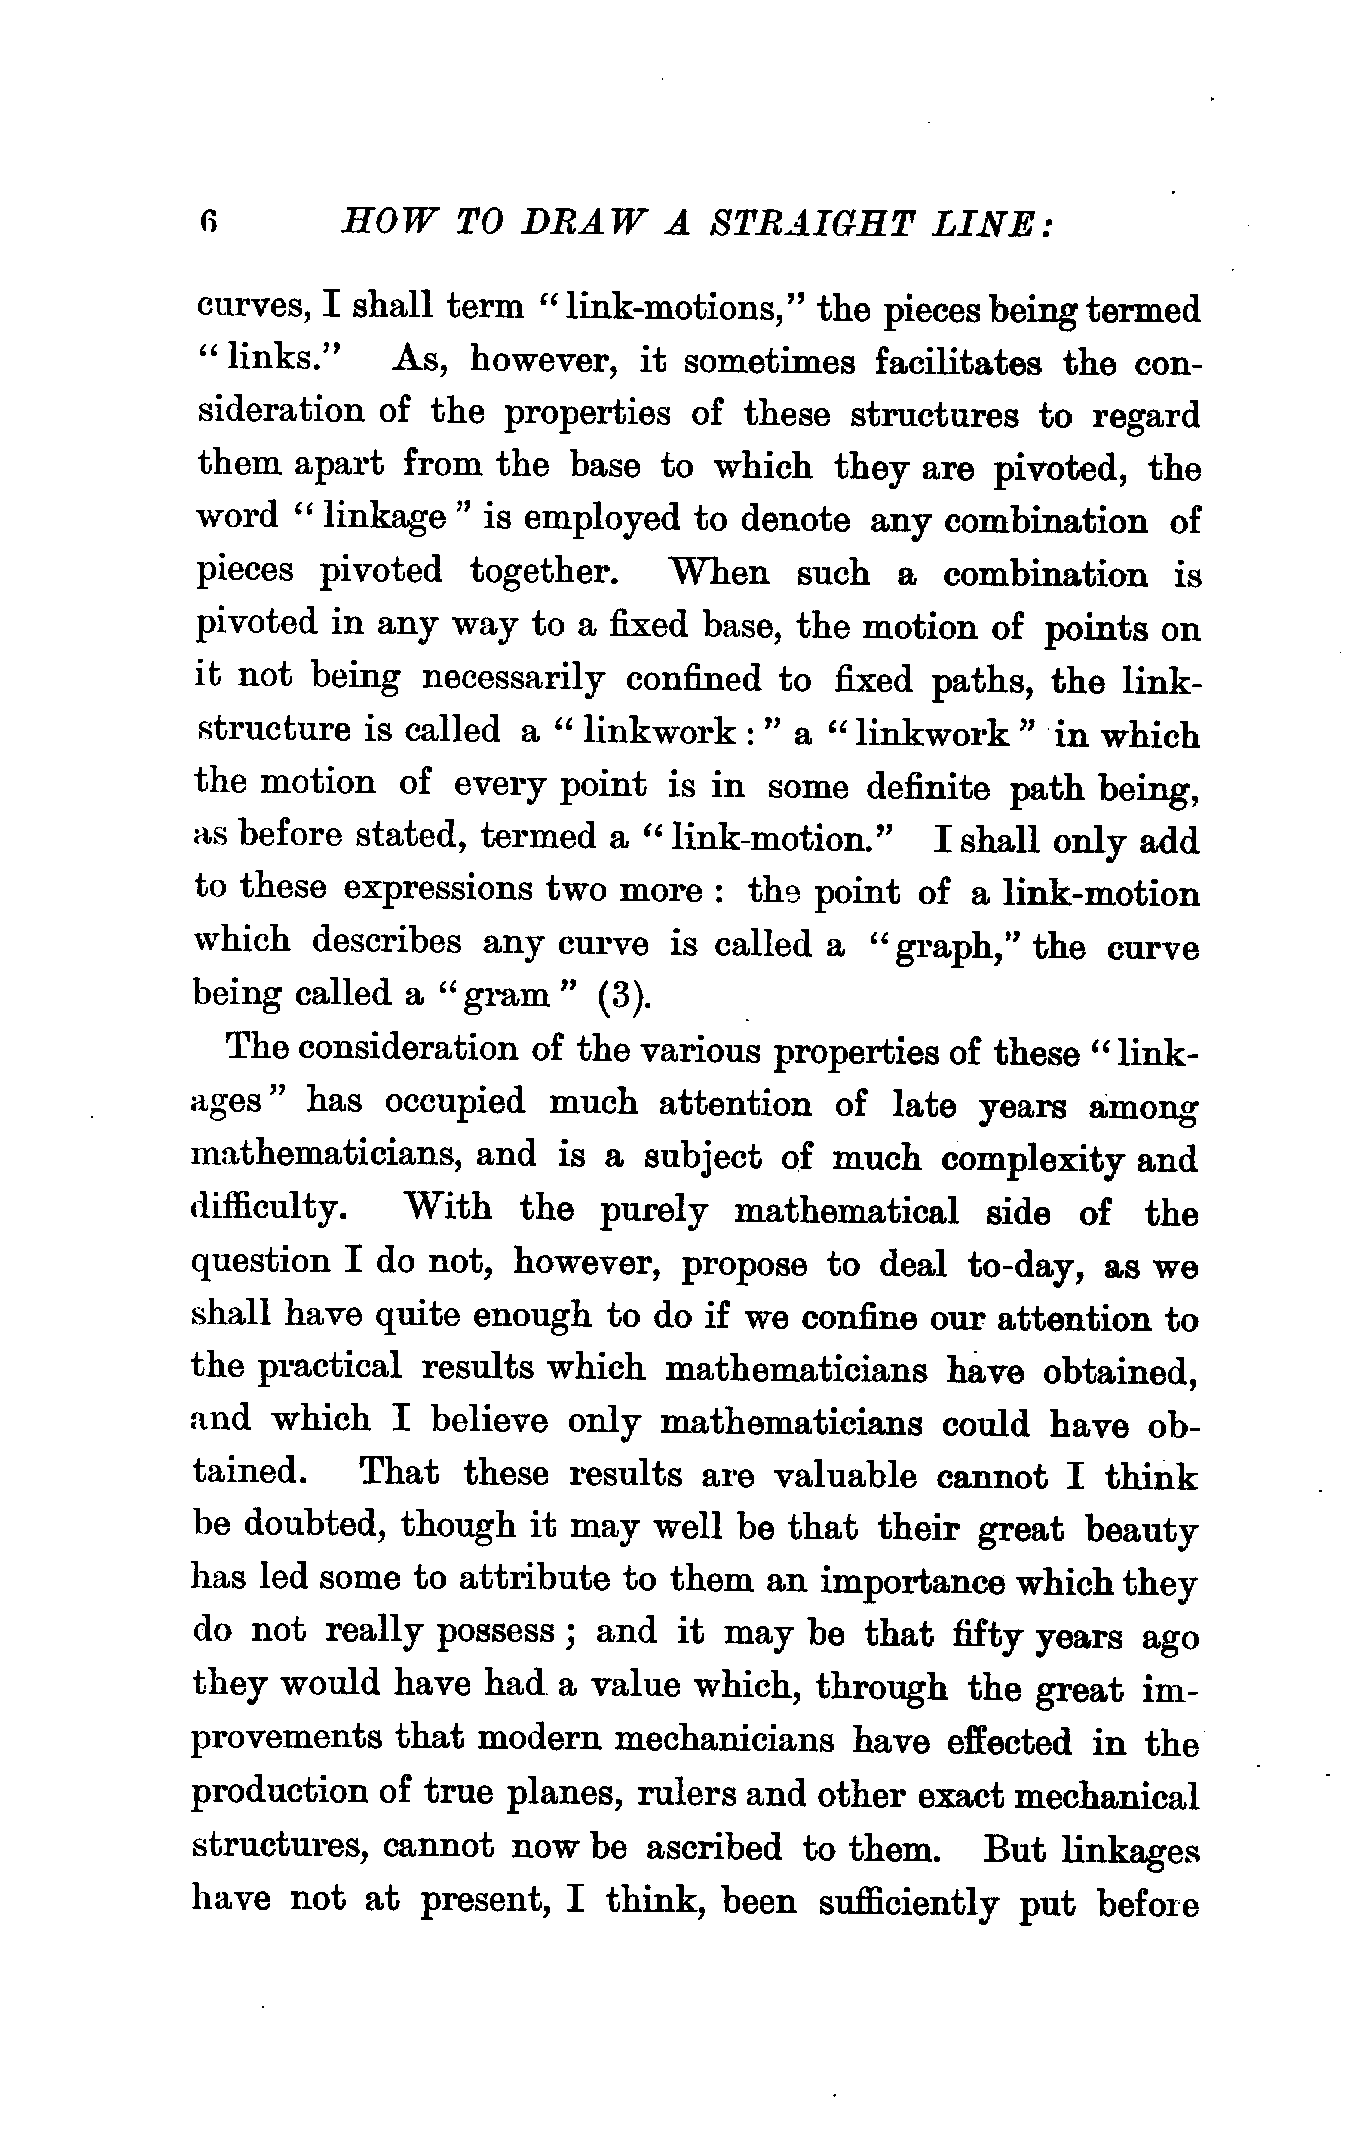 6 HOW TO DRAW A STRAIGHT LINE:
curves, I shall term "link-motions," the pieces being termed
"links." As, however, it sometimes facilitates the con-
sideration of the properties of these structures to regard
them apart from the base to which they are pivoted, the
word "linkage" is employed to denote any combination of
pieces pivoted together. When such a combination is
pivoted in any way to a fixed base, the motion of points on
it not being necessarily confined to fixed paths, the link-
structure is called a "linkwork:" a "linkwork" in which
the motion of every point is in some definite path being,
as before stated, termed a "link-motion." I shall only add
to these expressions two more : the point of a link-motion
which describes any curve is called a "graph," the curve
being called a "gram" (3).
The consideration of the various properties of these "link-
ages" has occupied much attention of late years among
mathematicians, and is a subject of much complexity and
difficulty. With the purely mathematical side of the
question I do not, however, propose to deal to-day, as we
shall have quite enough to do if we confine our attention to
the practical results which mathematicians have obtained,
and which I believe only mathematicians could have ob-
tained. That these results are valuable cannot I think
be doubted, though it may well be that their great beauty
has led some to attribute to them an importance which they
do not really possess ; and it may be that fifty years ago
they would have had a value which, through the great im-
provements that modern mechanicians have effected in the
production of true planes, rulers and other exact mechanical
structures, cannot now be ascribed to them. But linkages
have not at present, I think, been sufficiently put before